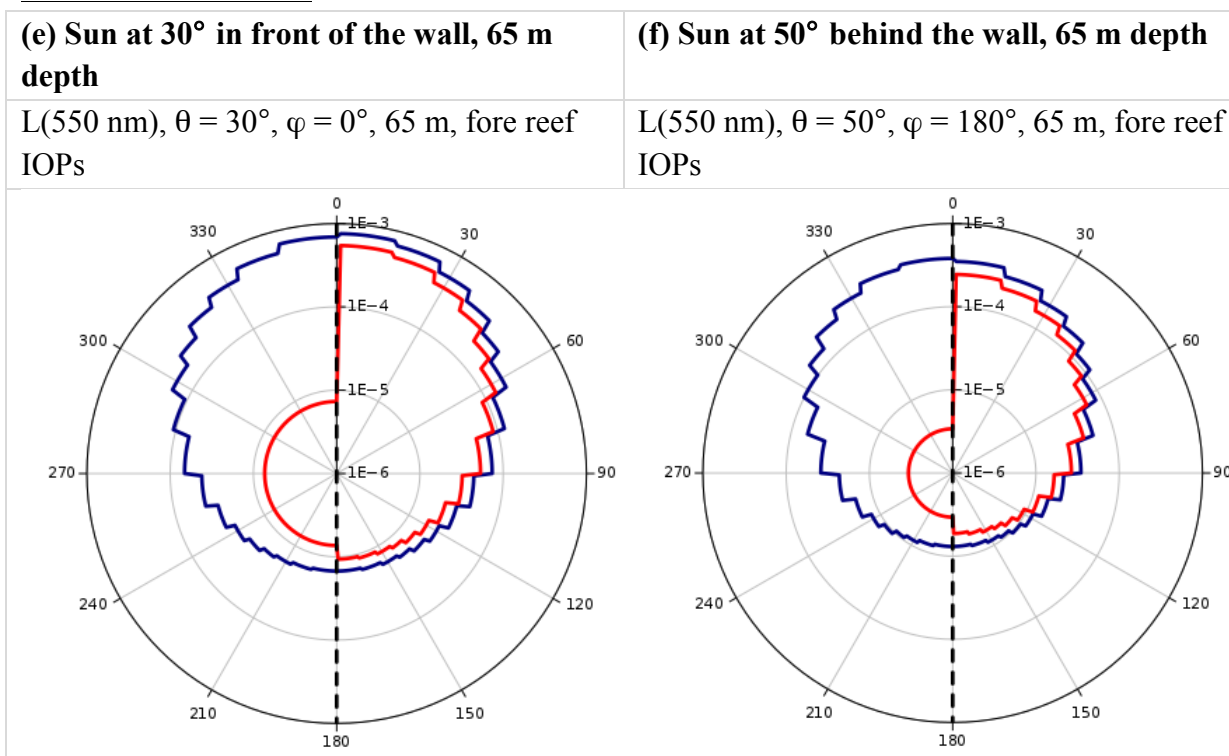 (e) Sun at 30° in front of the wall, 65 m
depth
(f) Sun at 50° behind the wall, 65 m depth
L(550 nm), θ = 30°, φ = 0°, 65 m, fore reef
IOPs
L(550 nm), θ = 50°, φ = 180°, 65 m, fore reef
IOPs
0
1E−3
330
30
1E−4
300
60
1E−5
270
1E−6
90
240
120
210
150
180
0
1E−3
330
30
1E−4
300
60
1E−5
270
1E−6
90
240
120
210
150
180